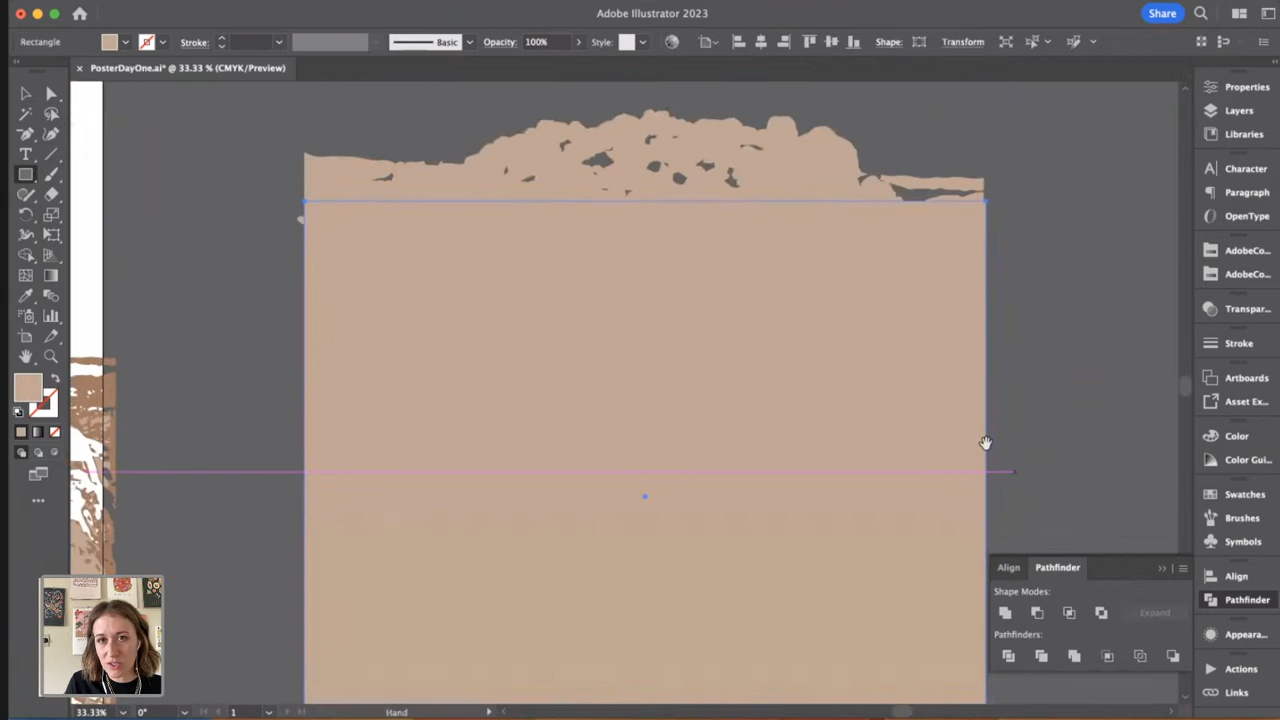 Adobe Illustrator 2023
Share
Rectangle
Stroke:
Basic
Opacity:
100%
Style:
Shape:
Transform
× PosterDayOne.ai* @ 33.33 % (CMYK/Preview)
Properties
Layers
Libraries
Character
Paragraph
OpenType
AdobeCo...
AdobeCo...
Transpar...
Stroke
Artboards
Asset Ex...
Color
Color Gui...
Swatches
Brushes
Symbols
Align
Pathfinder
Appeara...
Actions
Links
Align
Pathfinder
Shape Modes:
Expand
Pathfinders:
33.33%
0°
1
Hand